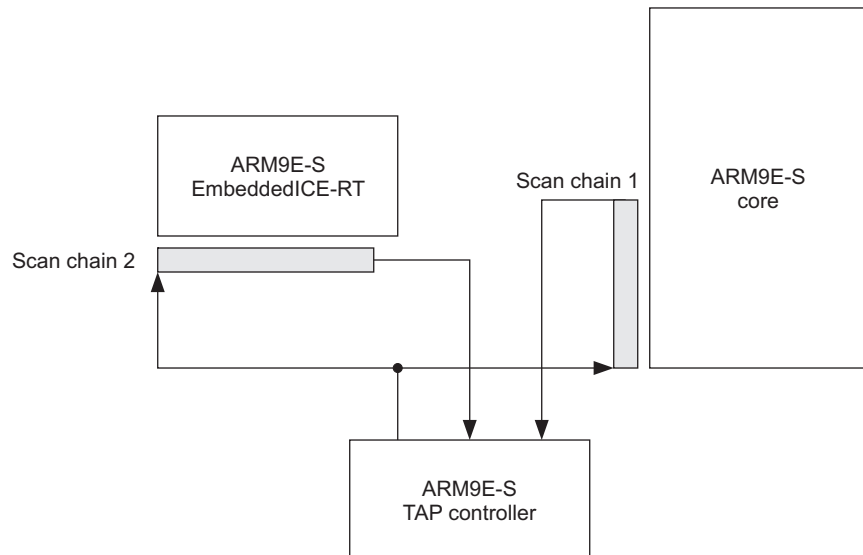 ARM9E-S
EmbeddedICE-RT
Scan chain 1
ARM9E-S
core
Scan chain 2
ARM9E-S
TAP controller